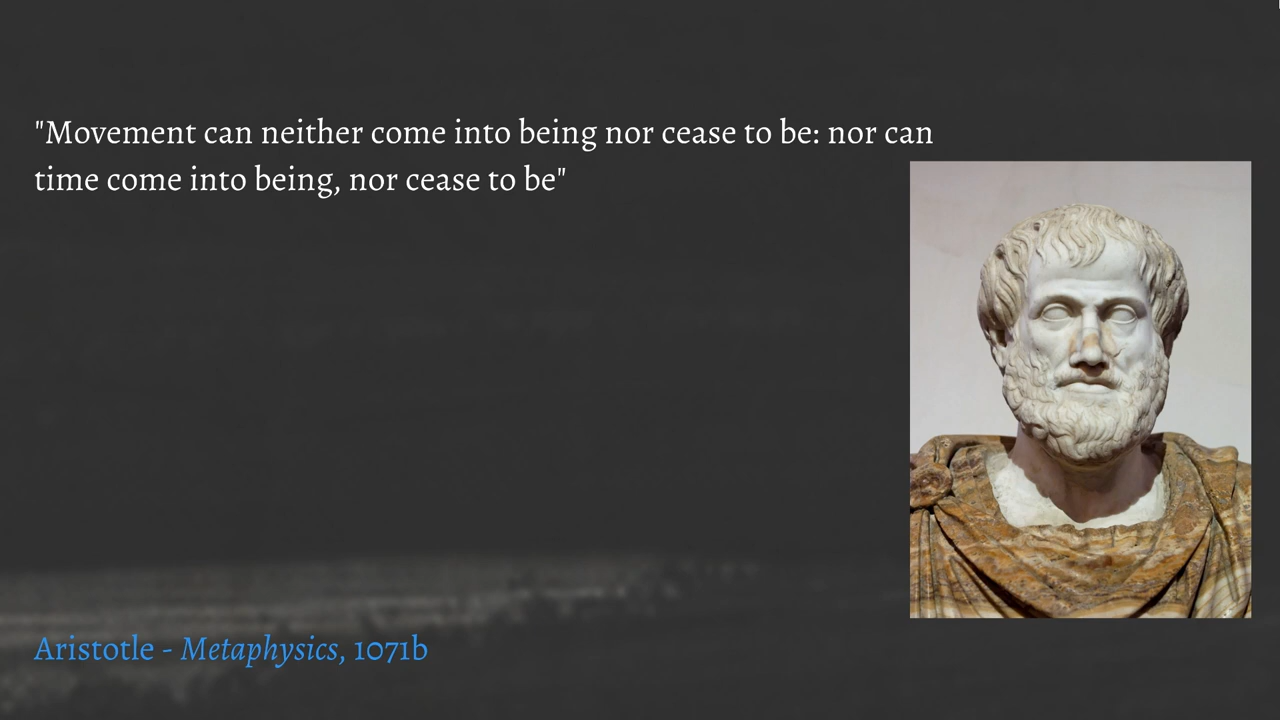 "Movement can neither come into being nor cease to be: nor can
time come into being, nor cease to be"
Aristotle - Metaphysics, 1071b